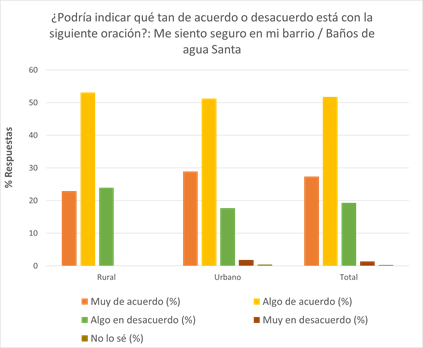 ¿Podría indicar qué tan de acuerdo o desacuerdo está con la
siguiente oración?: Me siento seguro en mi barrio / Baños de
agua Santa
60
50
40
30
20
10
0
% Respuestas
Rural
Urbano
Total
Muy de acuerdo (%)
Algo de acuerdo (%)
Algo en desacuerdo (%)
Muy en desacuerdo (%)
No lo sé (%)